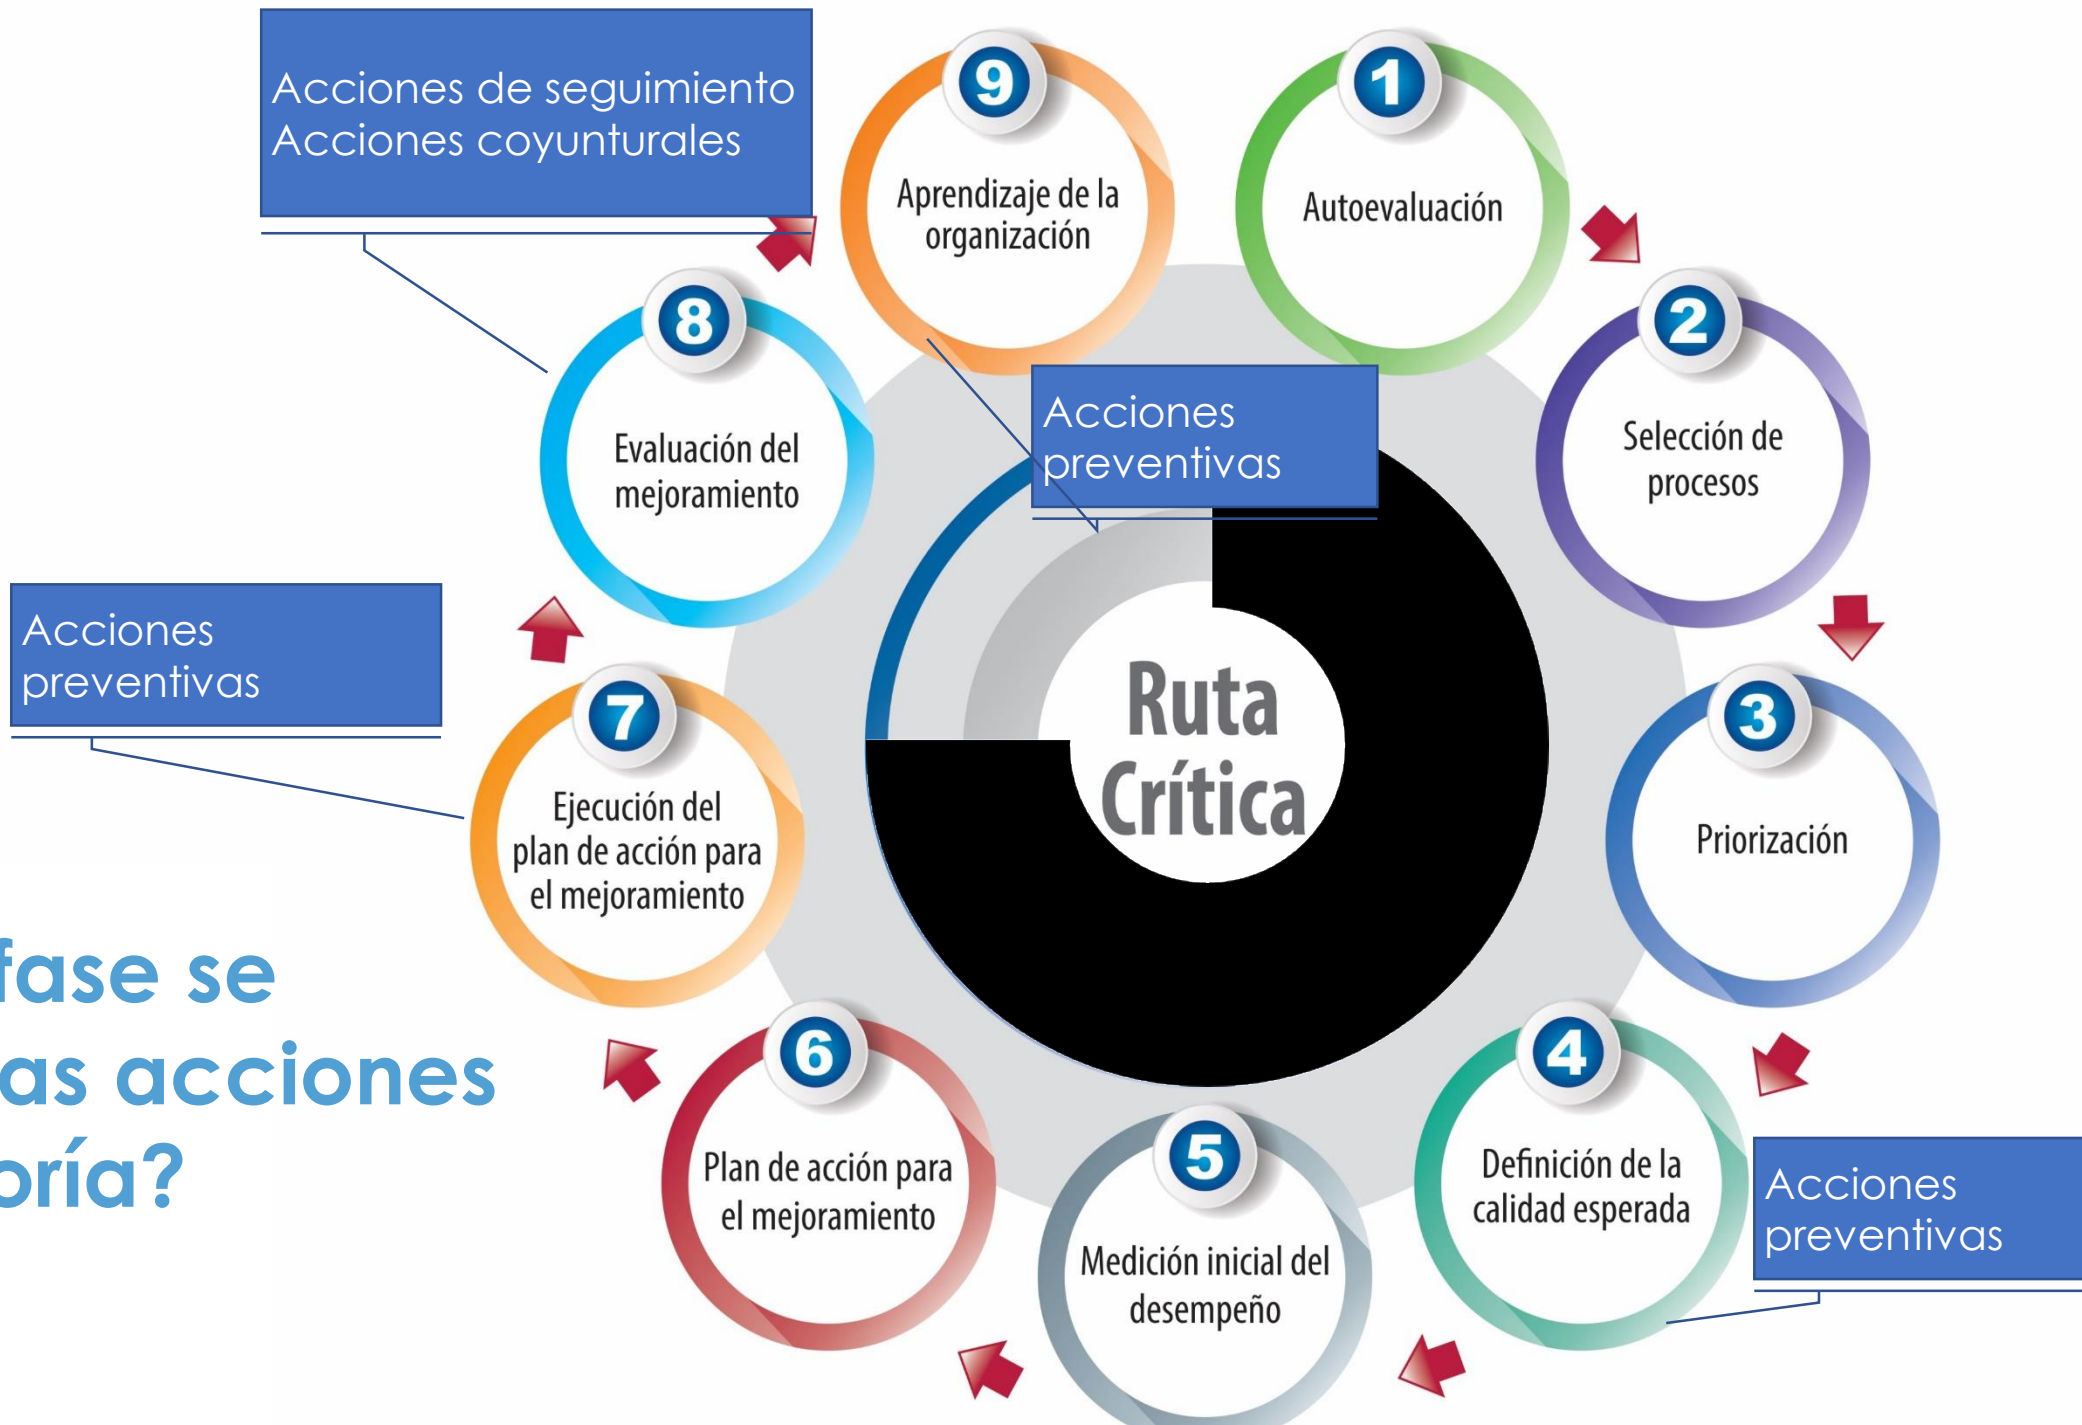 Acciones de seguimiento
Acciones coyunturales
9
Aprendizaje de la
organización
1
Autoevaluación
8
Evaluación del
mejoramiento
Acciones
preventivas
2
Selección de
procesos
Acciones
preventivas
7
Ejecución del
plan de acción para
el mejoramiento
Ruta
Crítica
3
Priorización
fase se
as acciones
oría?
6
Plan de acción para
el mejoramiento
5
Medición inicial del
desempeño
4
Definición de la
calidad esperada
Acciones
preventivas